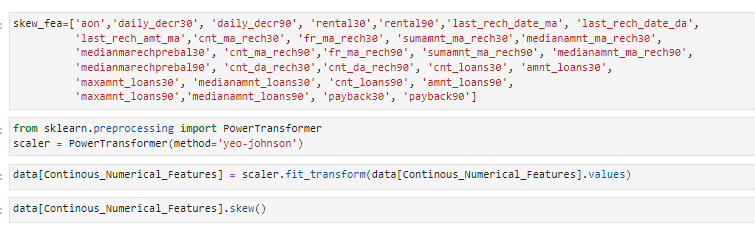 skew_fea=['aon','daily_decr30', 'daily_decr90', 'rental30','rental90','last_rech_date_ma', 'last_rech_date_da',
'last_rech_amt_ma','cnt_ma_rech30', 'fr_ma_rech30', 'sumamnt_ma_rech30','medianamnt_ma_rech30',
'medianmarechprebal30', 'cnt_ma_rech90','fr_ma_rech90', 'sumamnt_ma_rech90', 'medianamnt_ma_rech90',
'medianmarechprebal90', 'cnt_da_rech30','cnt_da_rech90', 'cnt_loans30', 'amnt_loans30',
'maxamnt_loans30', 'medianamnt_loans30', 'cnt_loans90', 'amnt_loans90',
'maxamnt_loans90','medianamnt_loans90', 'payback30', 'payback90']
from sklearn.preprocessing import PowerTransformer
scaler = PowerTransformer(method='yeo-johnson')
data[Continous_Numerical_Features] = scaler.fit_transform(data[Continous_Numerical_Features].values)
data[Continous_Numerical_Features].skew()